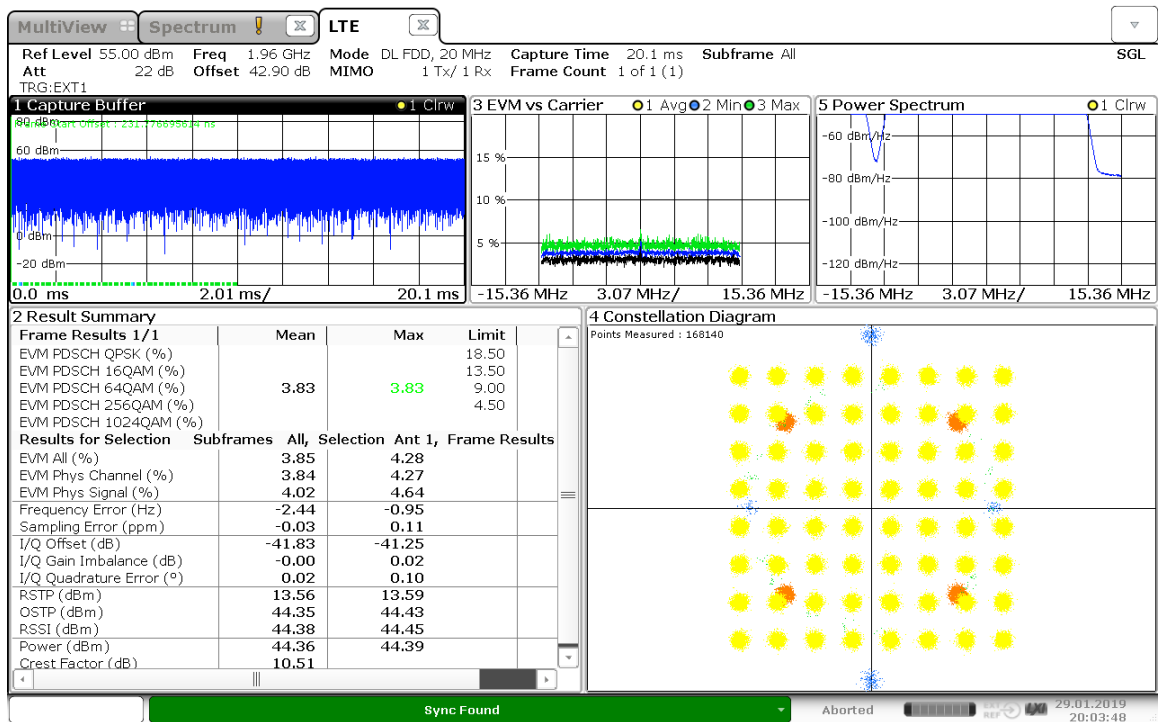 MultiView Spectrum LTE
Ref Level 55.00 dBm Freq 1.96 GHz Mode DL FDD, 20 MHz Capture Time 20.1 ms Subframe All SGL
Att 22 dB Offset 42.90 dB MIMO 1 Tx/ 1 Rx Frame Count 1 of 1 (1)
TRG:EXT1
1 Capture Buffer 1 Clrw
80 dBm
Frame Start Offset : 231.776695614 ns
60 dBm
0 dBm
-20 dBm
0.0 ms 2.01 ms/ 20.1 ms
3 EVM vs Carrier 1 Avg 2 Min 3 Max
15 %
10 %
5 %
-15.36 MHz 3.07 MHz/ 15.36 MHz
5 Power Spectrum 1 Clrw
-60 dBm/Hz
-80 dBm/Hz
-100 dBm/Hz
-120 dBm/Hz
-15.36 MHz 3.07 MHz/ 15.36 MHz
2 Result Summary
Frame Results 1/1 Mean Max Limit
EVM PDSCH QPSK (%) 18.50
EVM PDSCH 16QAM (%) 13.50
EVM PDSCH 64QAM (%) 3.83 3.83 9.00
EVM PDSCH 256QAM (%) 4.50
EVM PDSCH 1024QAM (%)
Results for Selection Subframes All, Selection Ant 1, Frame Results
EVM All (%) 3.85 4.28
EVM Phys Channel (%) 3.84 4.27
EVM Phys Signal (%) 4.02 4.64
Frequency Error (Hz) -2.44 -0.95
Sampling Error (ppm) -0.03 0.11
I/Q Offset (dB) -41.83 -41.25
I/Q Gain Imbalance (dB) -0.00 0.02
I/Q Quadrature Error (°) 0.02 0.10
RSTP (dBm) 13.56 13.59
OSTP (dBm) 44.35 44.43
RSSI (dBm) 44.38 44.45
Power (dBm) 44.36 44.39
Crest Factor (dB) 10.51
4 Constellation Diagram
Points Measured : 168140
Sync Found
Aborted
EXT
REF
LXI
29.01.2019
20:03:48